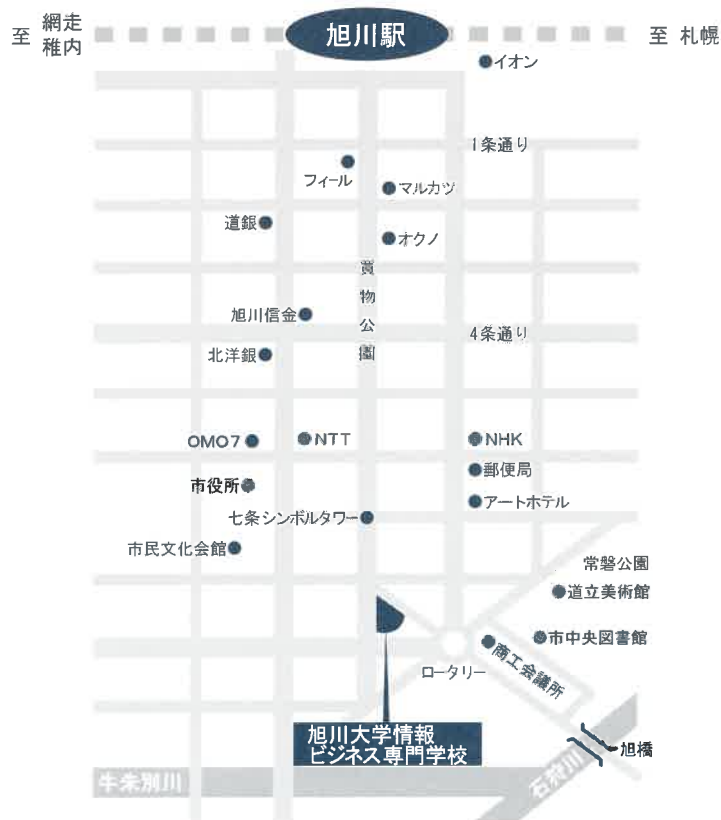 至 網走
稚内
旭川駅
至 札幌
イオン
1条通り
フィール
マルカツ
道銀
オクノ
買物公園
旭川信金
4条通り
北洋銀
OMO7
NTT
NHK
郵便局
市役所
アートホテル
七条シンボルタワー
市民文化会館
常磐公園
道立美術館
市中央図書館
商工会議所
ロータリー
旭川大学情報
ビジネス専門学校
旭橋
石狩川
牛朱別川